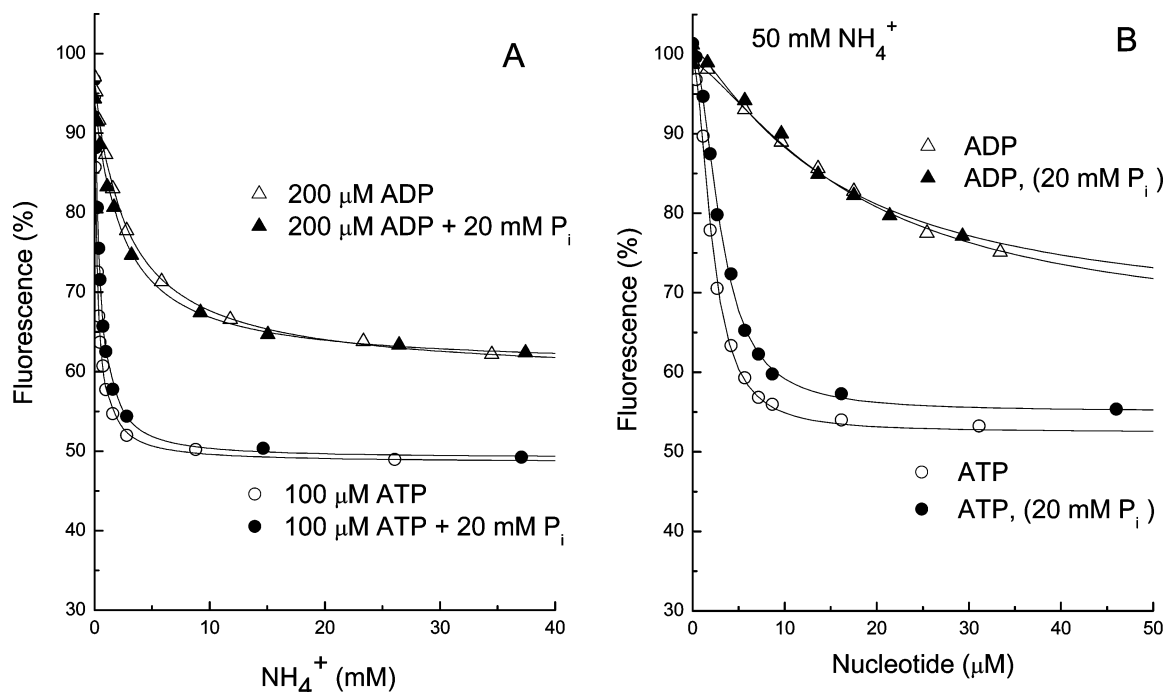 A
100
90
80
70
60
50
40
30
Fluorescence (%)
200 μM ADP
200 μM ADP + 20 mM Pi
100 μM ATP
100 μM ATP + 20 mM Pi
0 10 20 30 40
NH4+ (mM)
50 mM NH4+
B
100
90
80
70
60
50
40
30
Fluorescence (%)
ADP
ADP, (20 mM Pi)
ATP
ATP, (20 mM Pi)
0 10 20 30 40 50
Nucleotide (μM)